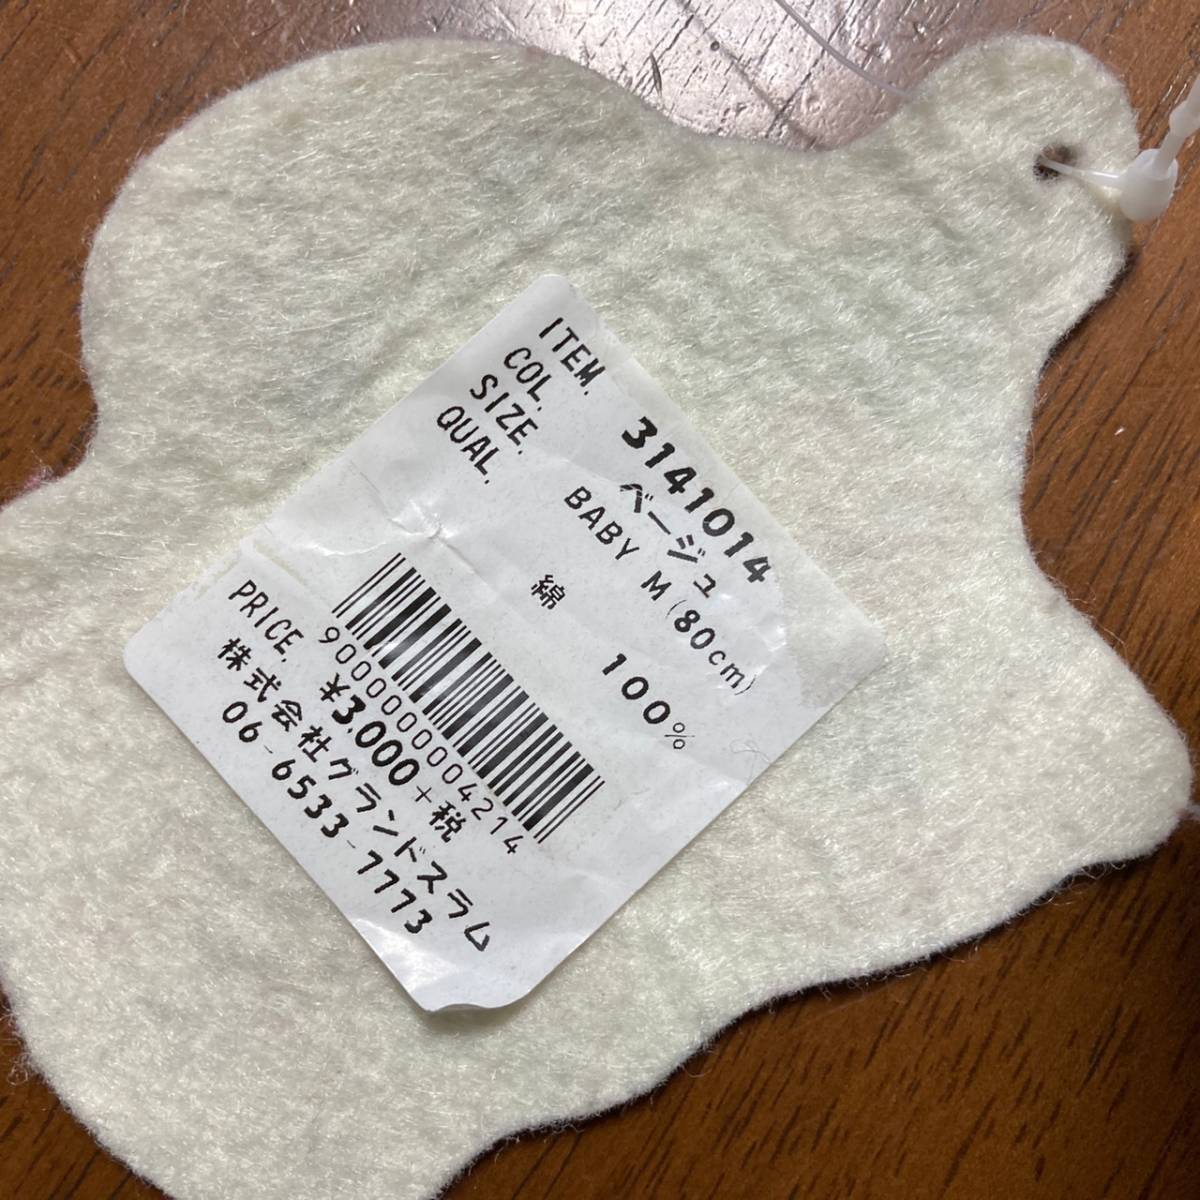 ITEM. 3141014
COL. ベージュ
SIZE. BABY M(80cm)
QUAL.
綿 100%
9000000004214
PRICE. ¥3,000+税
株式会社グランドスラム
06-6533-7773